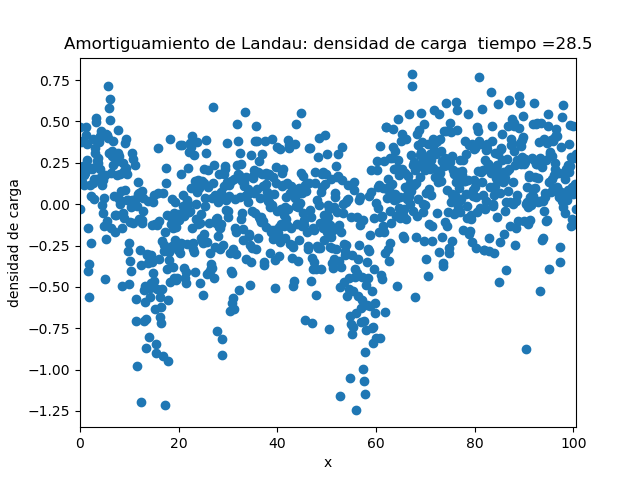 Amortiguamiento de Landau: densidad de carga  tiempo =28.5
densidad de carga
0.75
0.50
0.25
0.00
−0.25
−0.50
−0.75
−1.00
−1.25
0 20 40 60 80 100
x